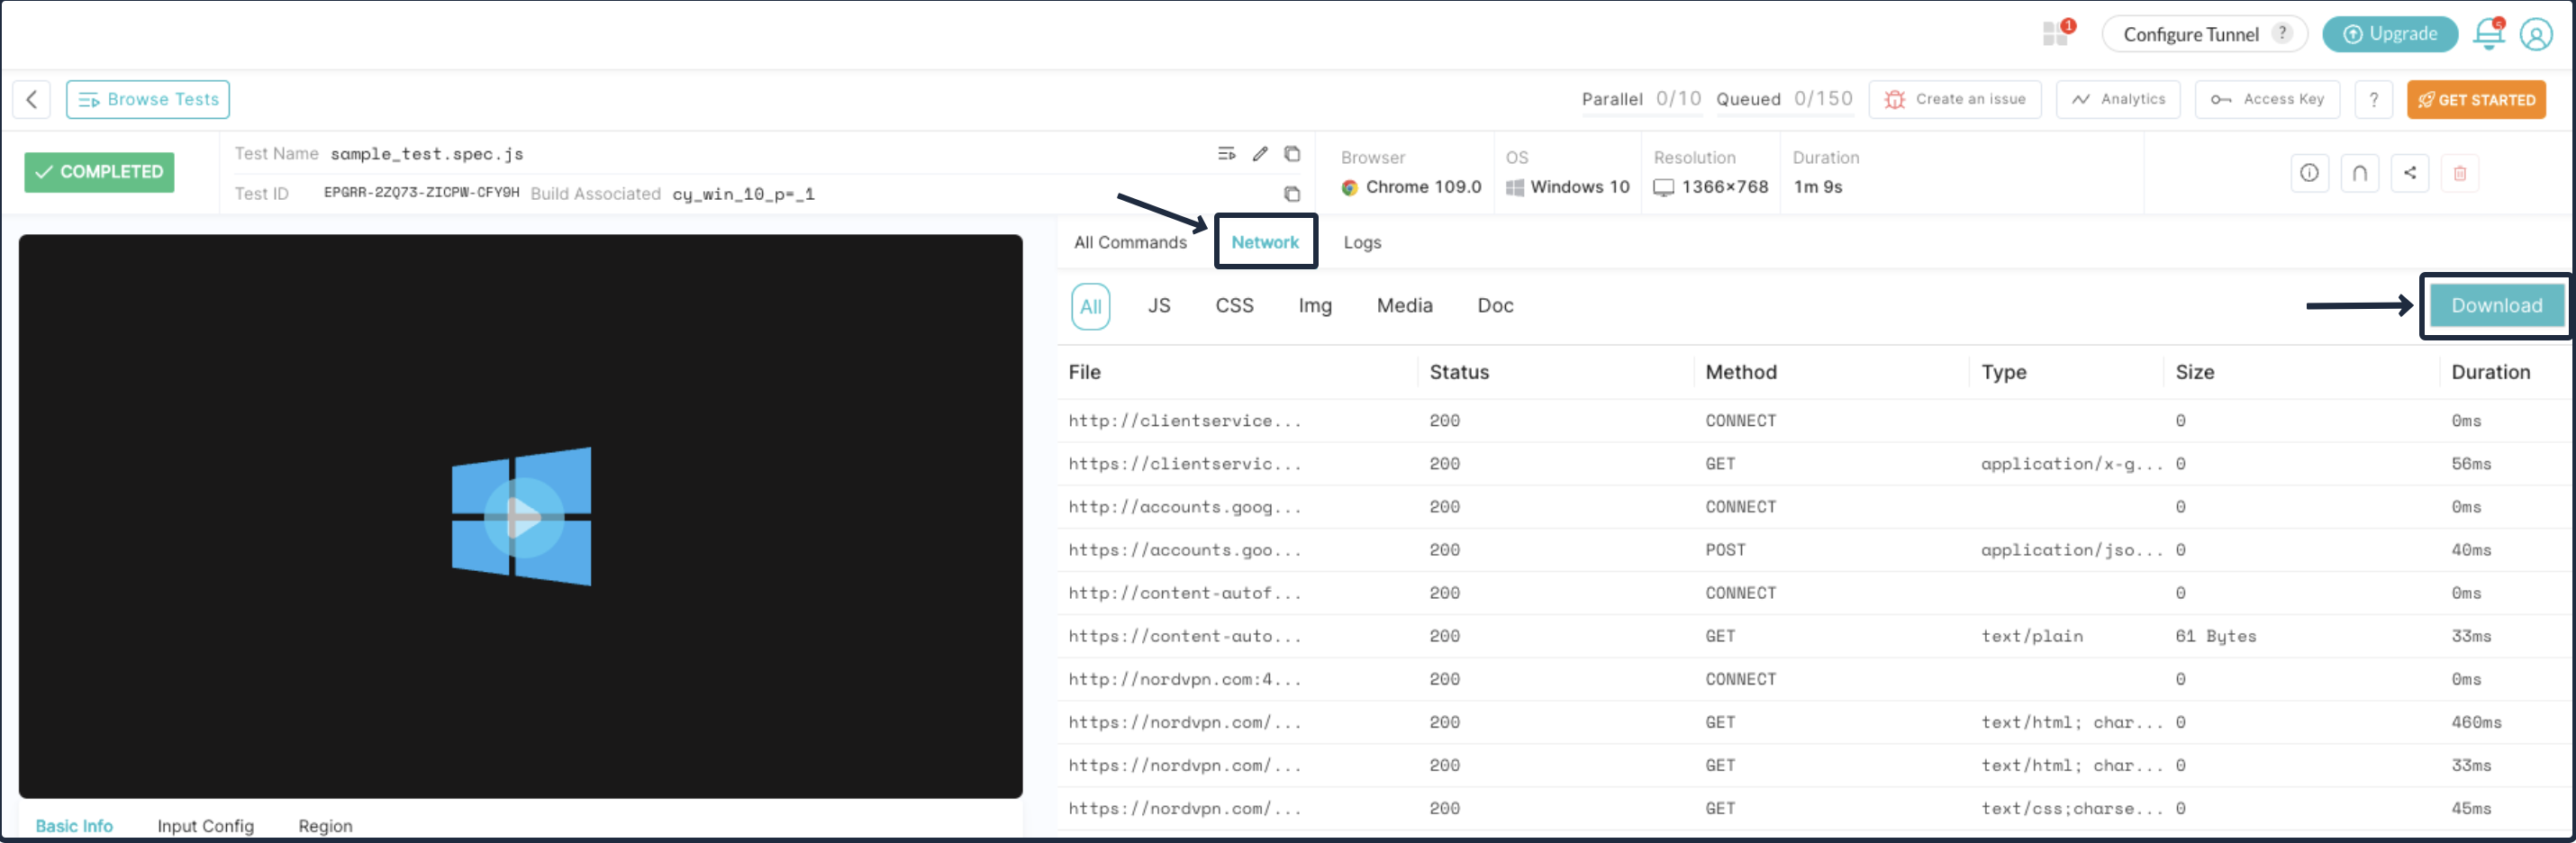 1
Configure Tunnel ?
Upgrade
5
Browse Tests
Parallel 0/10 Queued 0/150
Create an issue
Analytics
Access Key
?
GET STARTED
COMPLETED
Test Name sample_test.spec.js
Test ID EPGRR-2ZQ73-ZICPW-CFY9H Build Associated cy_win_10_p=_1
Browser
Chrome 109.0
OS
Windows 10
Resolution
1366×768
Duration
1m 9s
All Commands Network Logs
All JS CSS Img Media Doc
Download
File Status Method Type Size Duration
http://clientservice... 200 CONNECT 0 0ms
https://clientservic... 200 GET application/x-g... 0 56ms
http://accounts.goog... 200 CONNECT 0 0ms
https://accounts.goo... 200 POST application/jso... 0 40ms
http://content-autof... 200 CONNECT 0 0ms
https://content-auto... 200 GET text/plain 61 Bytes 33ms
http://nordvpn.com:4... 200 CONNECT 0 0ms
https://nordvpn.com/... 200 GET text/html; char... 0 460ms
https://nordvpn.com/... 200 GET text/html; char... 0 33ms
https://nordvpn.com/... 200 GET text/css;charse... 0 45ms
Basic Info Input Config Region